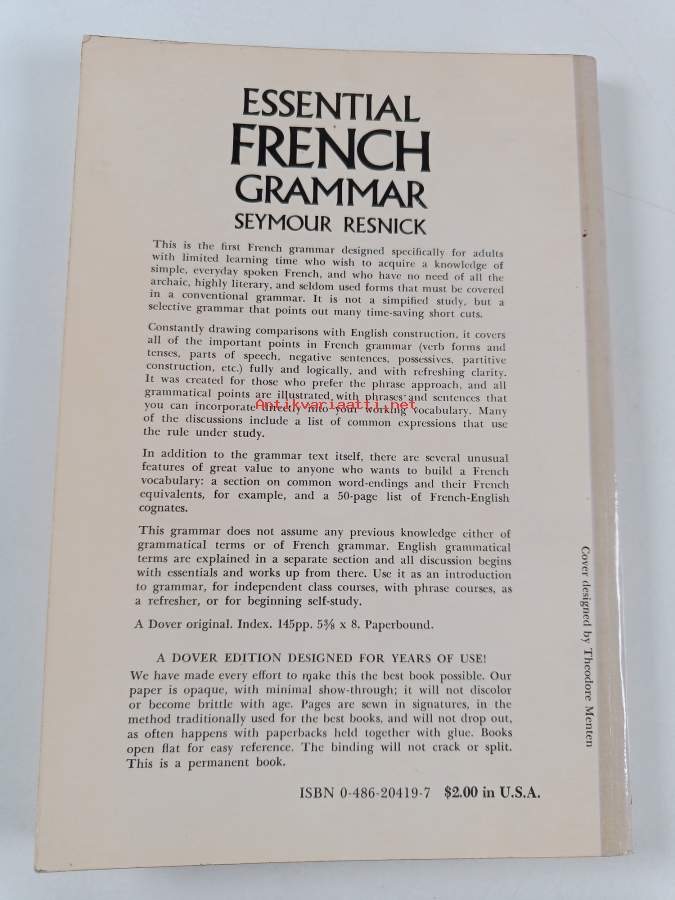 ESSENTIAL
FRENCH
GRAMMAR
SEYMOUR RESNICK
This is the first French grammar designed specifically for adults
with limited learning time who wish to acquire a knowledge of
simple, everyday spoken French, and who have no need of all the
archaic, highly literary, and seldom used forms that must be covered
in a conventional grammar. It is not a simpified study, but a
selective grammar that points out many time-saving short cuts.
Constantly drawing comparisons with English construction, it covers
all of the important points in French grammar (verb forms and
tenses, parts of speech, negative sentences, possessives, partitive
construction, etc.) fully and logically, and with refreshing clarity.
It was created for those who prefer the phrase approach, and all
grammatical points are illustrated with phrases and sentences that
you can incorporate directly into your working vocabulary. Many
Antikvariaatti.net
of the discussions include a list of common expressions that use
the rule under study.
In addition to the grammar text itself, there are several unusual
features of great value to anyone who wants to build a French
vocabulary: a section on common word-endings and their French
equivalents, for example, and a 50-page list of French-English
cognates.
This grammar does not assume any previous knowledge either of
grammatical terms or of French grammar. English grammatical
terms are explained in a separate section and all discussion begins
with essentials and works up from there. Use it as an introduction
to grammar, for independent class courses, with phrase courses, as
a refresher, or for beginning self-study.
A Dover original. Index. 145pp. 5⅜ x 8. Paperbound.
A DOVER EDITION DESIGNED FOR YEARS OF USE!
We have made every effort to make this the best book possible. Our
paper is opaque, with minimal show-through; it will not discolor
or become brittle with age. Pages are sewn in signatures, in the
method traditionally used for the best books, and will not drop out,
as often happens with paperbacks held together with glue. Books
open flat for easy reference. The binding will not crack or split.
This is a permanent book.
ISBN 0-486-20419-7 $2.00 in U.S.A.
Cover designed by Theodore Menten